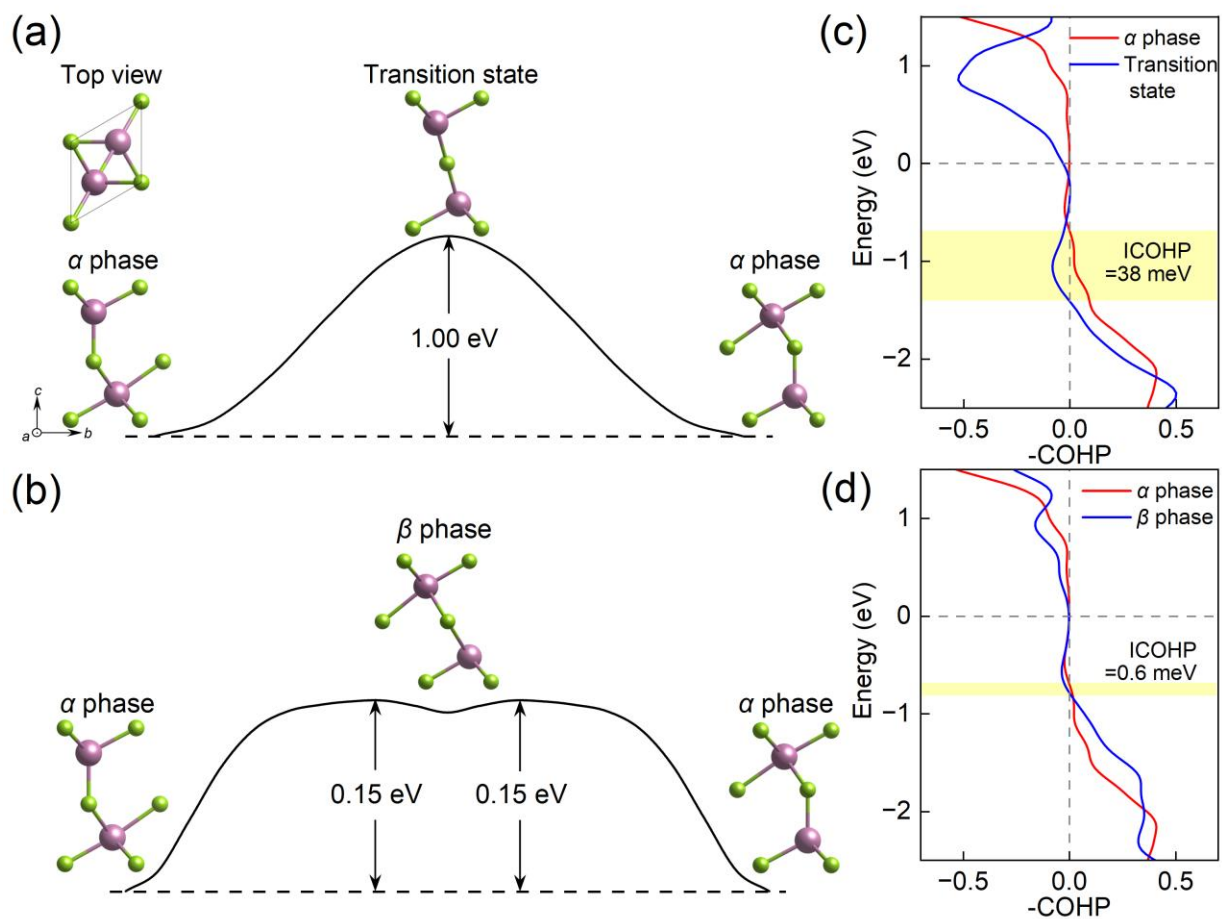 (a)
Top view
Transition state
α phase
α phase
1.00 eV
c
a
b
(b)
β phase
α phase
α phase
0.15 eV
0.15 eV
(c)
α phase
Transition
state
1
0
−1
−2
Energy (eV)
ICOHP
=38 meV
−0.5
0.0
0.5
-COHP
(d)
α phase
β phase
1
0
−1
−2
Energy (eV)
ICOHP
=0.6 meV
−0.5
0.0
0.5
-COHP